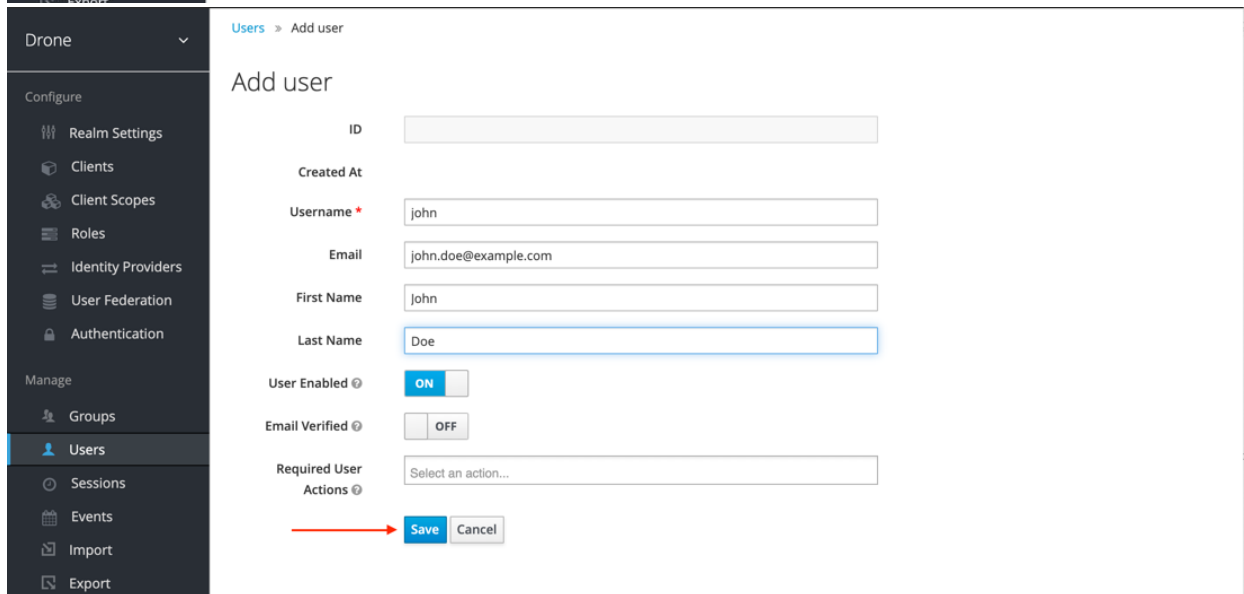 Export
Drone
Users » Add user
Add user
Configure
Realm Settings
Clients
Client Scopes
Roles
Identity Providers
User Federation
Authentication
Manage
Groups
Users
Sessions
Events
Import
Export
ID
Created At
Username * john
Email john.doe@example.com
First Name John
Last Name Doe
User Enabled ON
Email Verified OFF
Required User
Actions
Select an action...
Save Cancel